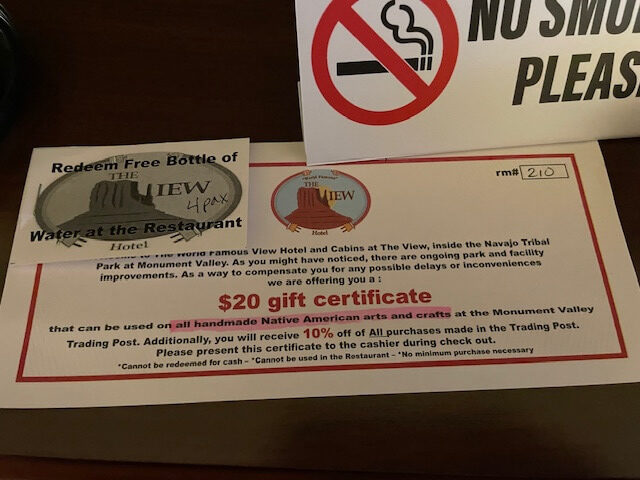 NO SMO
PLEAS
Redeem Free Bottle of
THE
VIEW
4 pax
Water at the Restaurant
Hotel
rm# 210
"World Famous"
THE
VIEW
Hotel
to The World Famous View Hotel and Cabins at The View, inside the Navajo Tribal
Park at Monument Valley. As you might have noticed, there are ongoing park and facility
improvements. As a way to compensate you for any possible delays or inconveniences
we are offering you a :
$20 gift certificate
that can be used on all handmade Native American arts and crafts at the Monument Valley
Trading Post. Additionally, you will receive 10% off of All purchases made in the Trading Post.
Please present this certificate to the cashier during check out.
*Cannot be redeemed for cash – *Cannot be used in the Restaurant – *No minimum purchase necessary